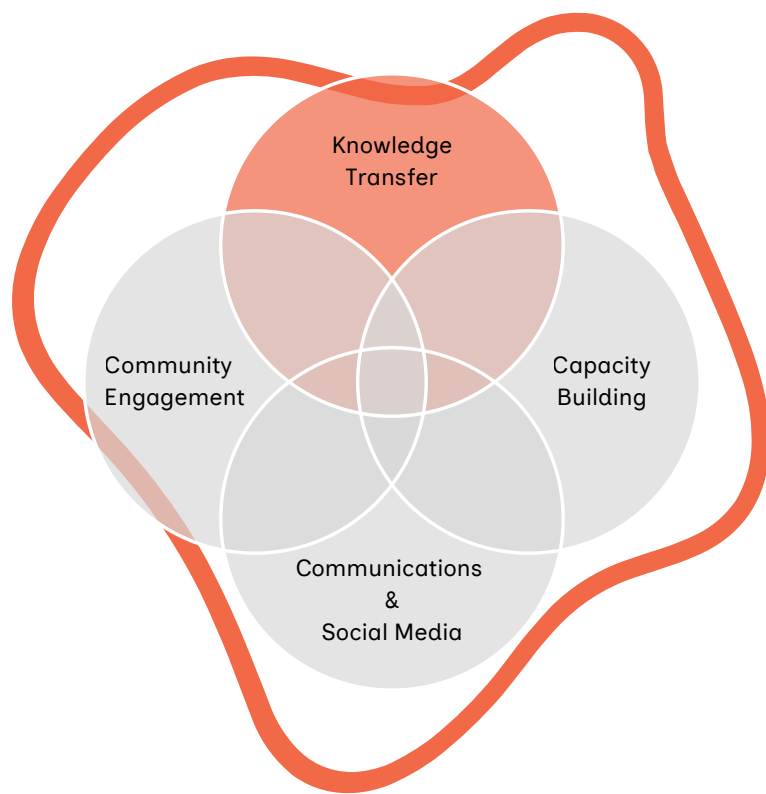 Knowledge
Transfer
Community
Engagement
Capacity
Building
Communications
&
Social Media